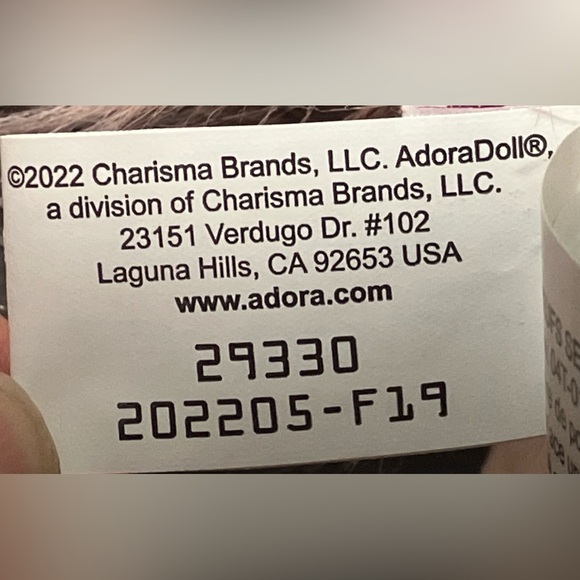 ©2022 Charisma Brands, LLC. AdoraDoll®,
a division of Charisma Brands, LLC.
23151 Verdugo Dr. #102
Laguna Hills, CA 92653 USA
www.adora.com
29330
202205-F19